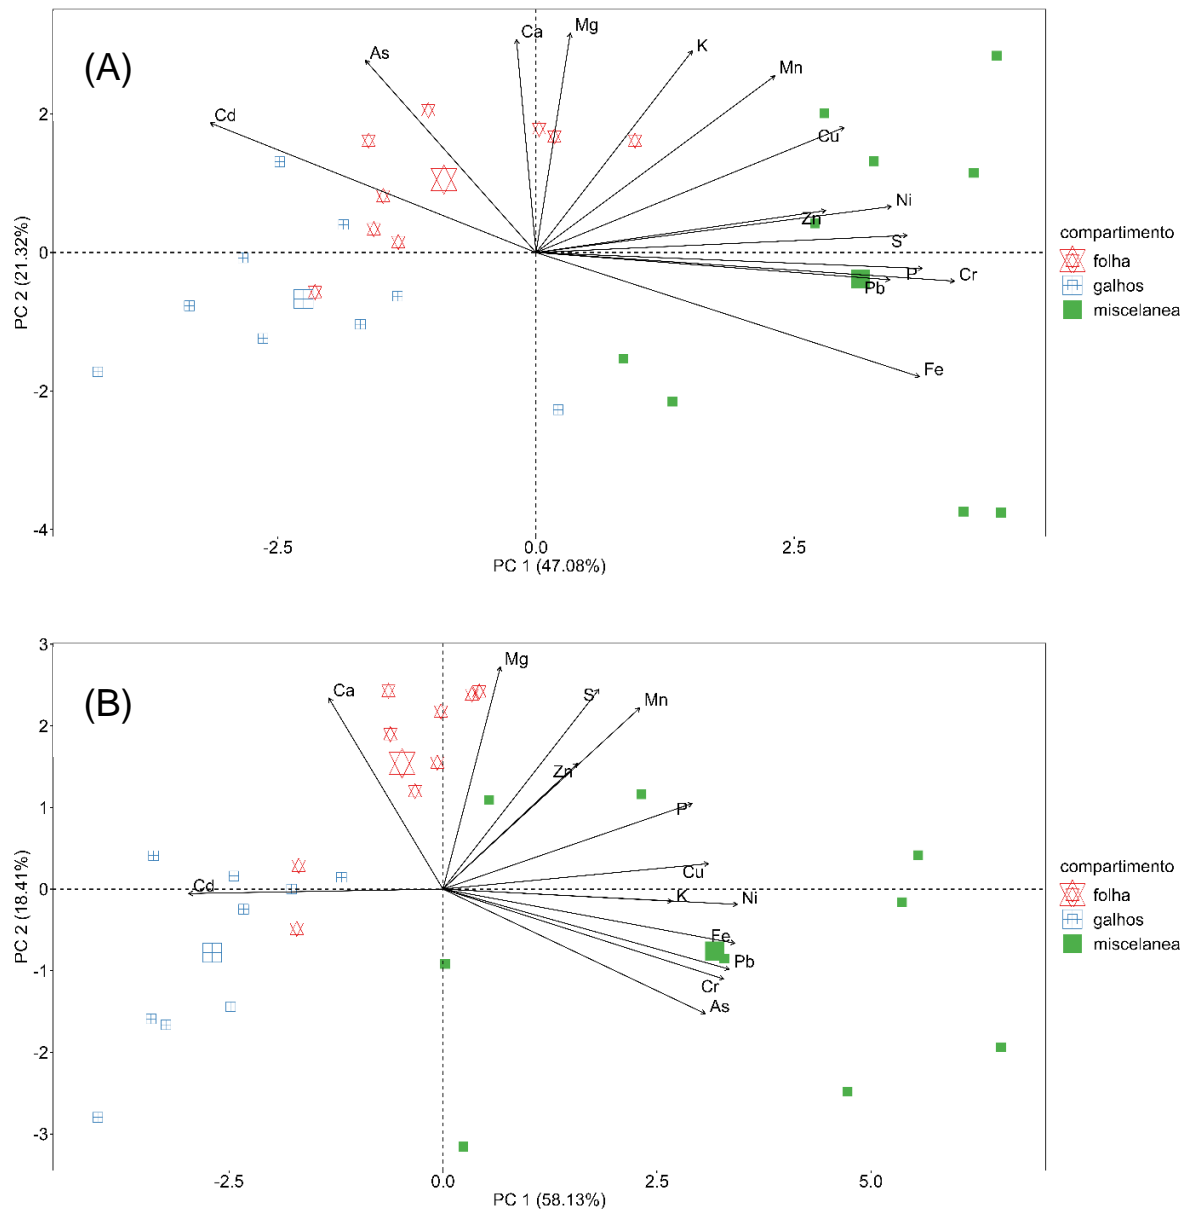 (A)
As
Ca
Mg
K
Mn
Cd
Cu
Ni
Zn
S
P
Cr
Pb
Fe
2
0
-2
-4
PC 2 (21.32%)
-2.5
0.0
2.5
PC 1 (47.08%)
compartimento
folha
galhos
miscelanea
(B)
Ca
Mg
S
Mn
Zn
P
Cu
Cd
K
Ni
Fe
Pb
Cr
As
3
2
1
0
-1
-2
-3
PC 2 (18.41%)
-2.5
0.0
2.5
5.0
PC 1 (58.13%)
compartimento
folha
galhos
miscelanea